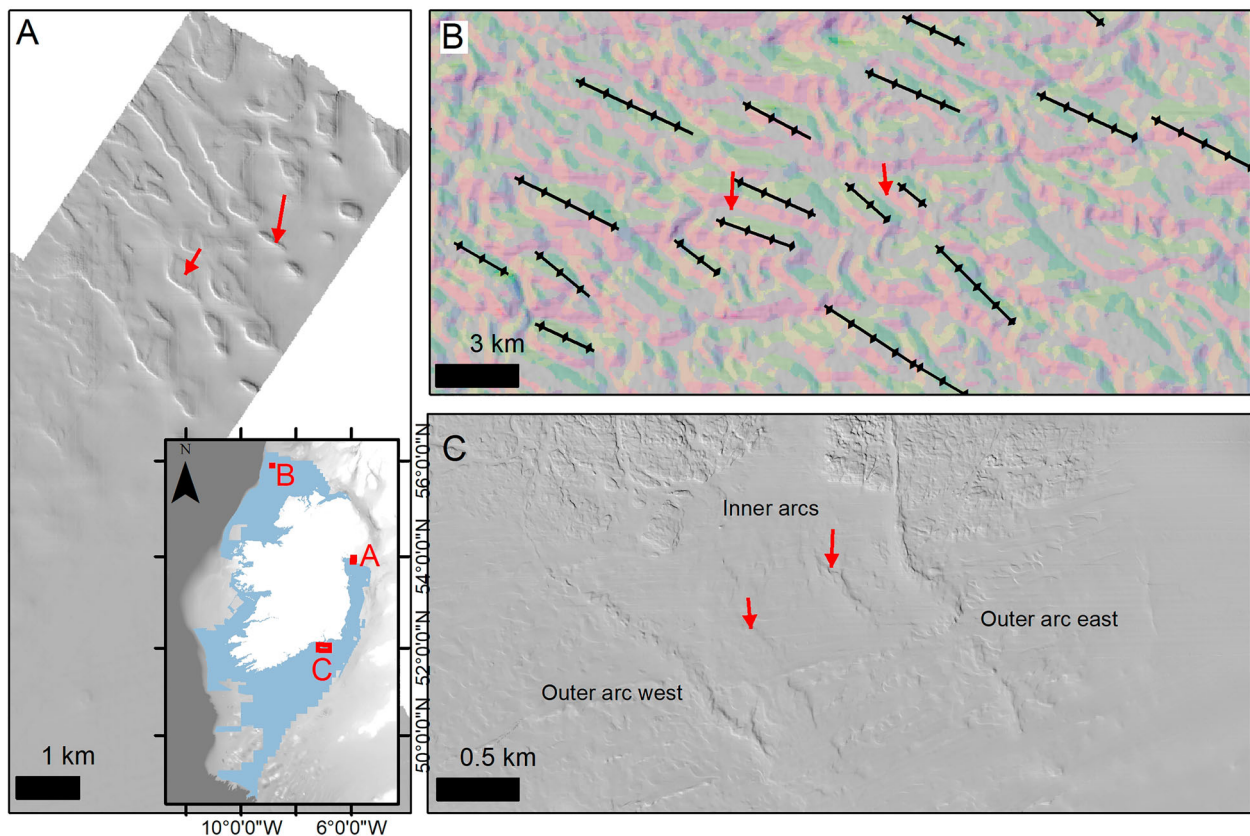 A
B
3 km
C
Inner arcs
Outer arc east
Outer arc west
0.5 km
1 km
N
B
A
C
56°0'0"N
54°0'0"N
52°0'0"N
50°0'0"N
10°0'0"W
6°0'0"W